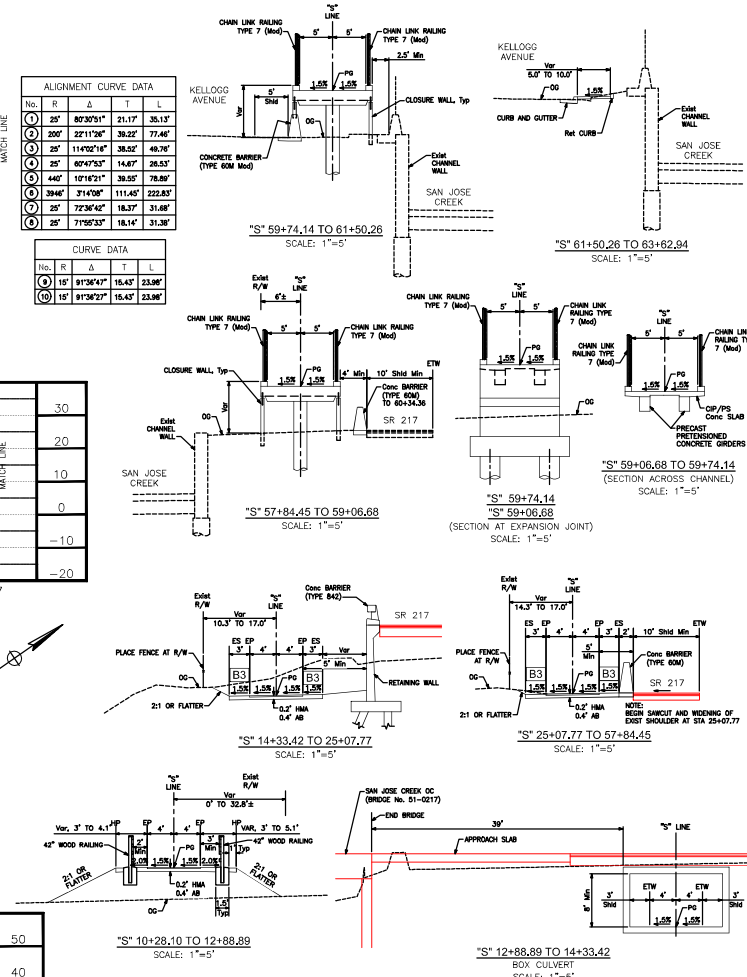 MATCH LINE
ALIGNMENT CURVE DATA
No. R Δ T L
1 25' 80°30'51" 21.17' 35.13'
2 200' 22°11'26" 39.22' 77.46'
3 25' 114°02'16" 38.52' 49.76'
4 25' 60°47'53" 14.67' 26.53'
5 440' 10°16'21" 39.55' 78.89'
6 3946' 3°14'08" 111.45' 222.83'
7 25' 72°36'42" 18.37' 31.68'
8 25' 71°55'33" 18.14' 31.38'
CURVE DATA
No. R Δ T L
9 15' 91°36'47" 15.43' 23.98'
10 15' 91°36'27" 15.43' 23.98'
"S"
LINE
CHAIN LINK RAILING
TYPE 7 (Mod)
5' 5'
CHAIN LINK RAILING
TYPE 7 (Mod)
2.5' Min
KELLOGG
AVENUE
5'
Shld
Var
PG
1.5% 1.5%
CLOSURE WALL, Typ
OG
CONCRETE BARRIER
(TYPE 60M Mod)
Exist
CHANNEL
WALL
SAN JOSE
CREEK
"S" 59+74.14 TO 61+50.26
SCALE: 1"=5'
KELLOGG
AVENUE
Var
5.0' TO 10.0'
OG
1.5%
CURB AND GUTTER
Ret CURB
Exist
CHANNEL
WALL
SAN JOSE
CREEK
"S" 61+50.26 TO 63+62.94
SCALE: 1"=5'
Exist
R/W
"S"
LINE
6'±
CHAIN LINK RAILING
TYPE 7 (Mod)
5' 5'
CHAIN LINK RAILING
TYPE 7 (Mod)
CLOSURE WALL, Typ
PG
1.5% 1.5%
4' Min 10' Shld Min
ETW
Conc BARRIER
(TYPE 60M)
TO 60+34.36
SR 217
Var
OG
Exist
CHANNEL
WALL
SAN JOSE
CREEK
"S" 57+84.45 TO 59+06.68
SCALE: 1"=5'
"S"
LINE
CHAIN LINK RAILING
TYPE 7 (Mod)
5' 5'
CHAIN LINK
RAILING TYPE
7 (Mod)
PG
1.5% 1.5%
OG
"S" 59+74.14
"S" 59+06.68
(SECTION AT EXPANSION JOINT)
SCALE: 1"=5'
"S"
LINE
CHAIN LINK
RAILING TYPE
7 (Mod)
5' 5'
CHAIN LINK
RAILING TY
7 (Mod)
PG
1.5% 1.5%
CIP/PS
Conc SLAB
PRECAST
PRETENSIONED
CONCRETE GIRDERS
"S" 59+06.68 TO 59+74.14
(SECTION ACROSS CHANNEL)
SCALE: 1"=5'
MATCH LINE
30
20
10
0
-10
-20
Exist
R/W
"S"
LINE
Var
10.3' TO 17.0'
Conc BARRIER
(TYPE 842)
SR 217
ES EP EP ES
3' 4' 4' 3' Var
5' Min
PLACE FENCE AT R/W
OG
B3 B3
PG
1.5% 1.5% 1.5% 1.5%
2:1 OR FLATTER
0.2' HMA
0.4' AB
RETAINING WALL
"S" 14+33.42 TO 25+07.77
SCALE: 1"=5'
Exist
R/W
"S"
LINE
Var
14.3' TO 17.0'
ETW
ES EP EP ES
3' 4' 4' 3' 2' 10' Shld Min
5'
Min
PLACE FENCE
AT R/W
OG
B3 B3
PG
Conc BARRIER
(TYPE 60M)
SR 217
1.5% 1.5% 1.5% 1.5%
2:1 OR FLATTER
0.2' HMA
0.4' AB
NOTE:
BEGIN SAWCUT AND WIDENING OF
EXIST SHOULDER AT STA 25+07.77
"S" 25+07.77 TO 57+84.45
SCALE: 1"=5'
"S"
LINE
Exist
R/W
Var
0' TO 32.8'±
Var, 3' TO 4.1' HP EP 4' 4' EP HP VAR, 3' TO 5.1'
42" WOOD RAILING
2'
Min
3'
Min
1' Typ
42" WOOD RAILING
PG
2.0% 1.5% 1.5% 2.0%
2:1 OR
FLATTER
2:1 OR
FLATTER
0.2' HMA
0.4' AB
OG
1.5'
Typ
"S" 10+28.10 TO 12+88.89
SCALE: 1"=5'
SAN JOSE CREEK OC
(BRIDGE No. 51-0217)
END BRIDGE
39'
"S" LINE
APPROACH SLAB
8' Min
3'
Shld
ETW ETW
4' 4'
3'
Shld
1.5% 1.5%
PG
"S" 12+88.89 TO 14+33.42
BOX CULVERT
SCALE: 1"=5'
50
40